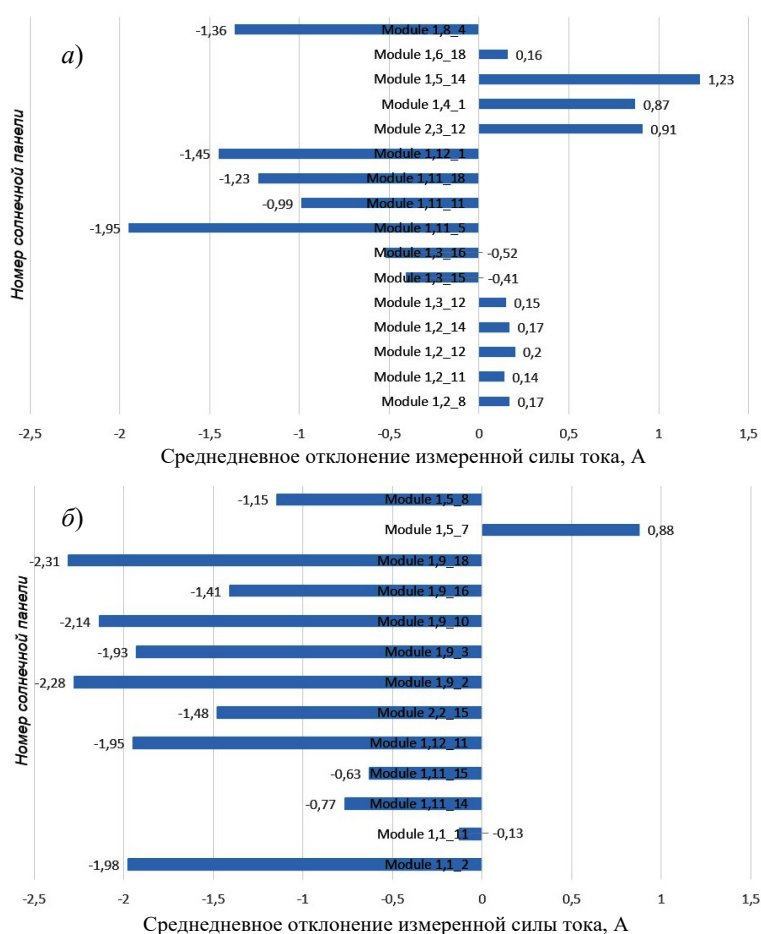 а)
Номер солнечной панели
-1,36 Module 1,8_4
Module 1,6_18 0,16
Module 1,5_14 1,23
Module 1,4_1 0,87
Module 2,3_12 0,91
-1,45 Module 1,12_1
-1,23 Module 1,11_18
-0,99 Module 1,11_11
-1,95 Module 1,11_5
Module 1,3_16 -0,52
Module 1,3_15 -0,41
Module 1,3_12 0,15
Module 1,2_14 0,17
Module 1,2_12 0,2
Module 1,2_11 0,14
Module 1,2_8 0,17
-2,5 -2 -1,5 -1 -0,5 0 0,5 1 1,5
Среднедневное отклонение измеренной силы тока, А
б)
Номер солнечной панели
-1,15 Module 1,5_8
Module 1,5_7 0,88
-2,31 Module 1,9_18
-1,41 Module 1,9_16
-2,14 Module 1,9_10
-1,93 Module 1,9_3
-2,28 Module 1,9_2
-1,48 Module 2,2_15
-1,95 Module 1,12_11
-0,63 Module 1,11_15
-0,77 Module 1,11_14
Module 1,1_11 -0,13
-1,98 Module 1,1_2
-2,5 -2 -1,5 -1 -0,5 0 0,5 1 1,5
Среднедневное отклонение измеренной силы тока, А